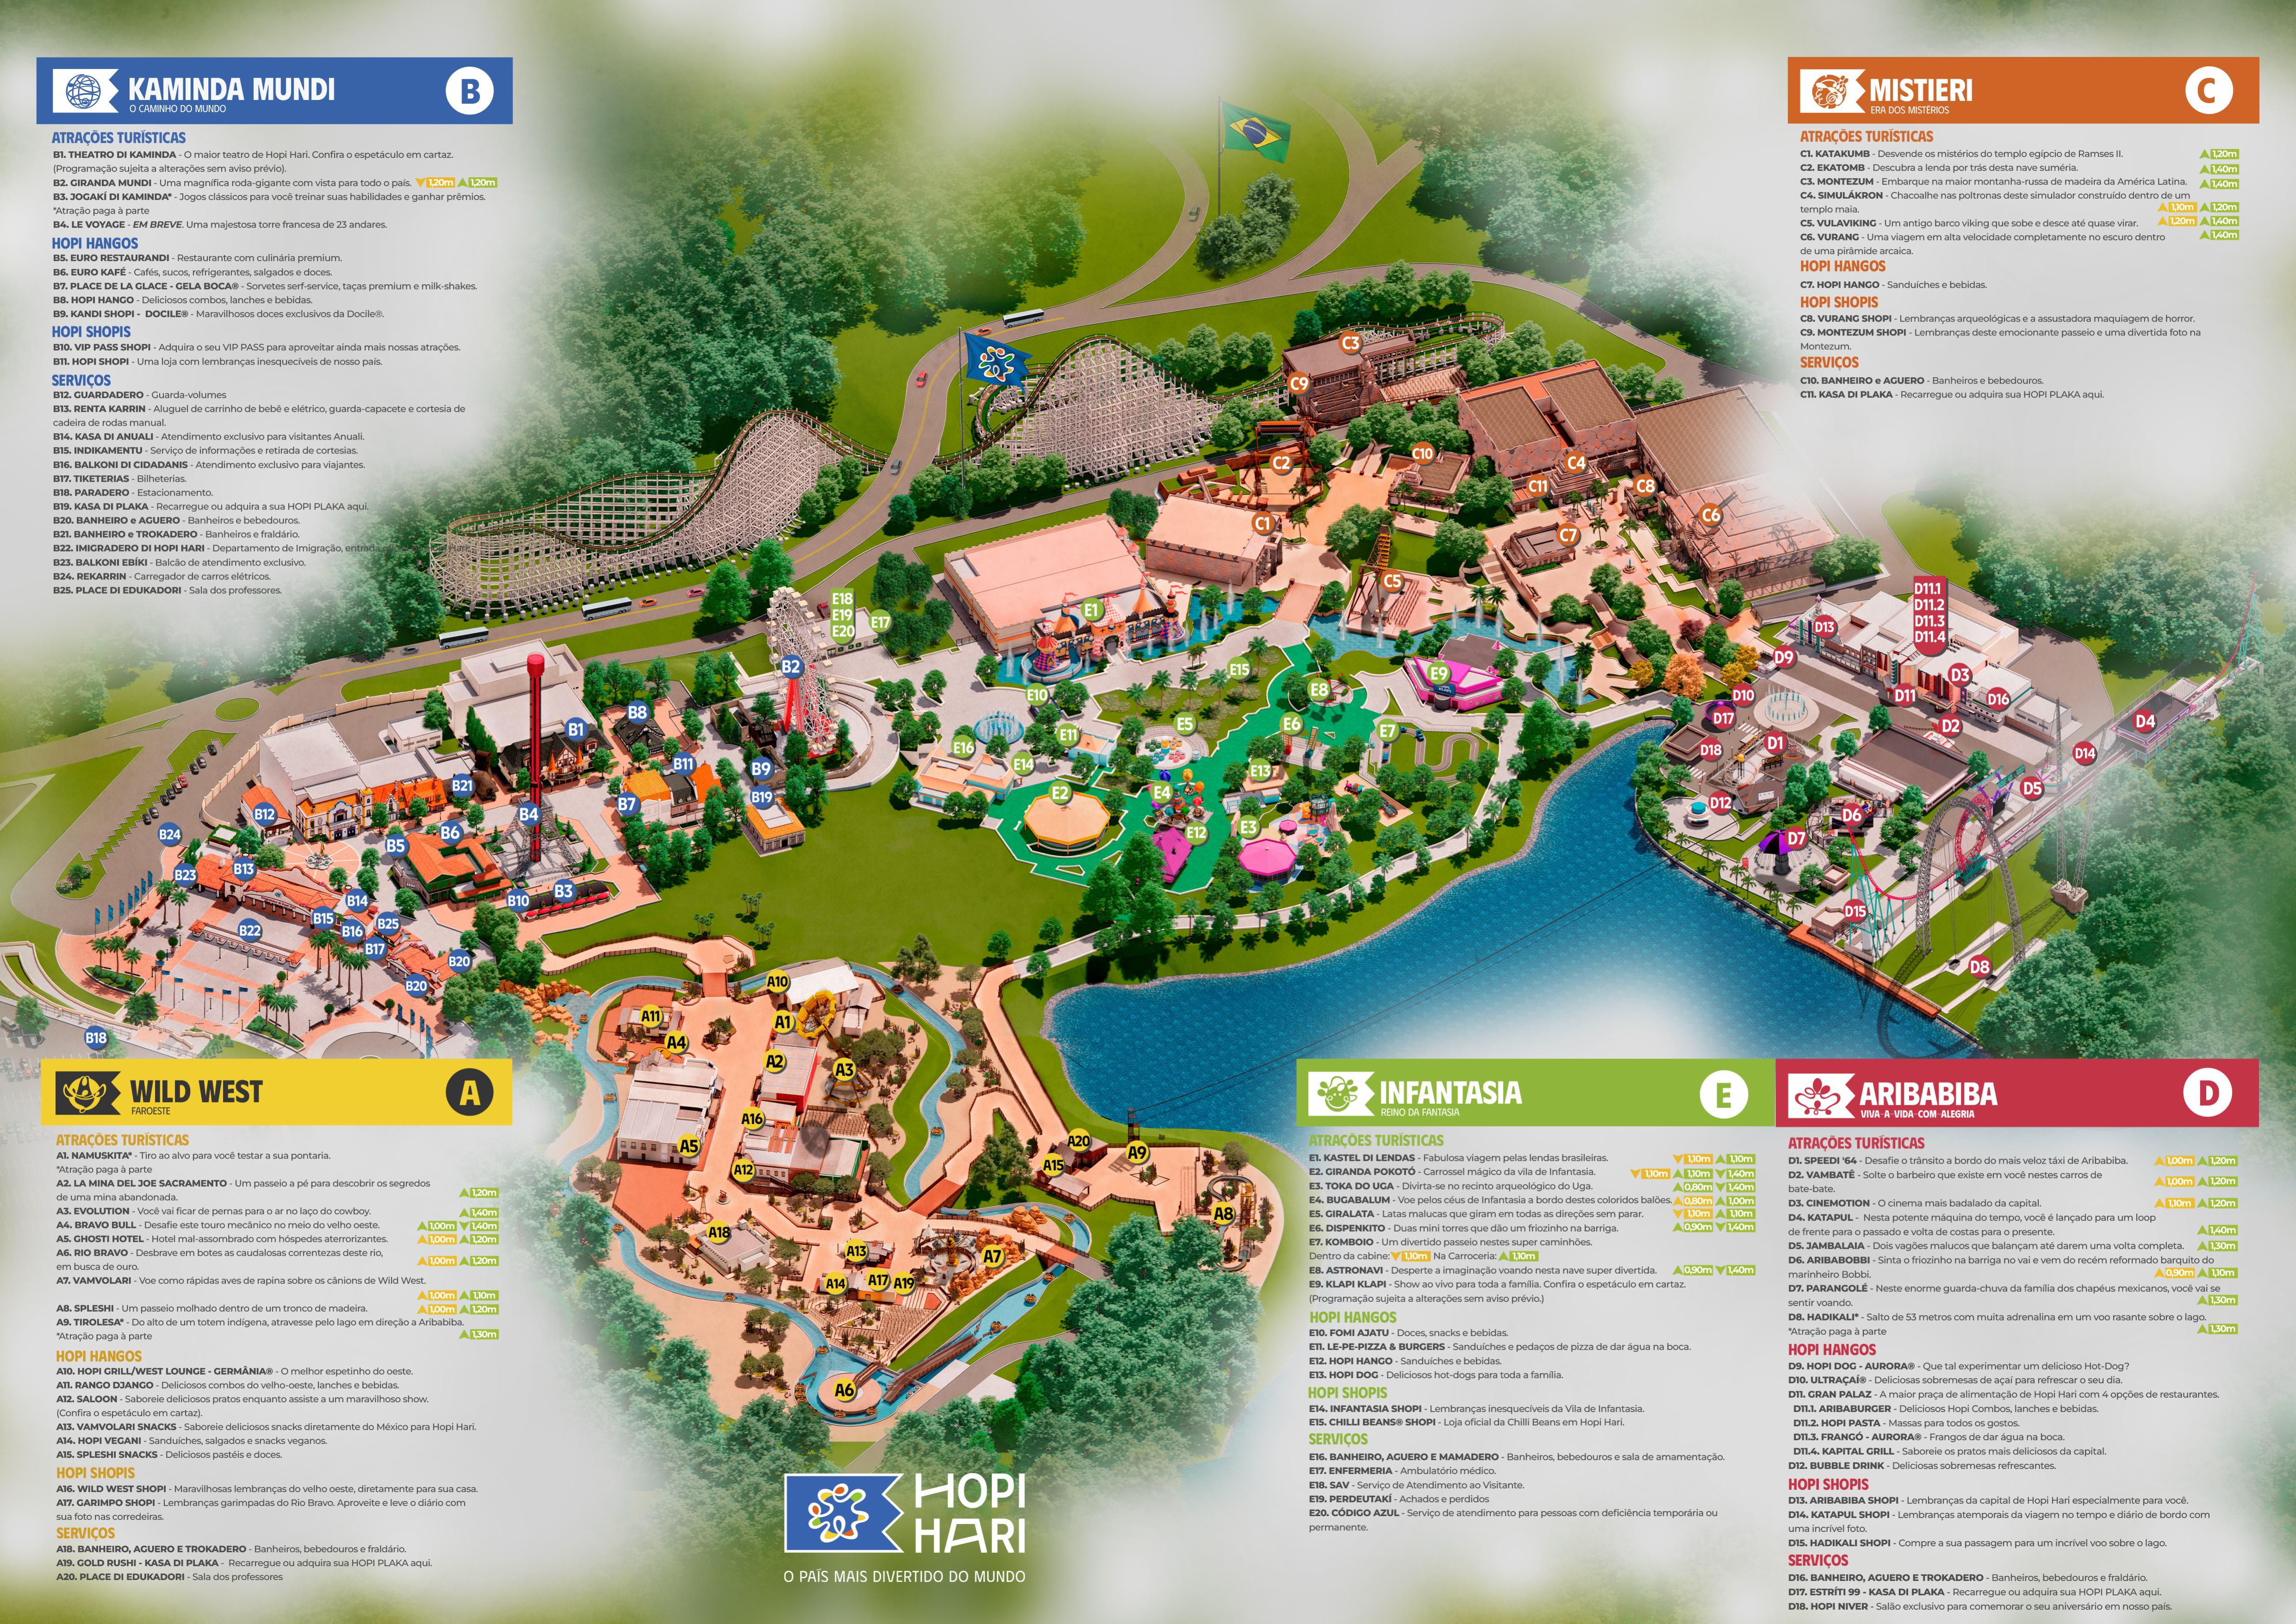 KAMINDA MUNDI
O CAMINHO DO MUNDO
B
ATRAÇÕES TURÍSTICAS
B1. THEATRO DI KAMINDA - O maior teatro de Hopi Hari. Confira o espetáculo em cartaz.
(Programação sujeita a alterações sem aviso prévio).
B2. GIRANDA MUNDI - Uma magnífica roda-gigante com vista para todo o país. 1,20m 1,20m
B3. JOGAKÍ DI KAMINDA* - Jogos clássicos para você treinar suas habilidades e ganhar prêmios.
*Atração paga à parte
B4. LE VOYAGE - EM BREVE. Uma majestosa torre francesa de 23 andares.
HOPI HANGOS
B5. EURO RESTAURANDI - Restaurante com culinária premium.
B6. EURO KAFÉ - Cafés, sucos, refrigerantes, salgados e doces.
B7. PLACE DE LA GLACE - GELA BOCA® - Sorvetes serf-service, taças premium e milk-shakes.
B8. HOPI HANGO - Deliciosos combos, lanches e bebidas.
B9. KANDI SHOPI - DOCILE® - Maravilhosos doces exclusivos da Docile®.
HOPI SHOPIS
B10. VIP PASS SHOPI - Adquira o seu VIP PASS para aproveitar ainda mais nossas atrações.
B11. HOPI SHOPI - Uma loja com lembranças inesquecíveis de nosso país.
SERVIÇOS
B12. GUARDADERO - Guarda-volumes
B13. RENTA KARRIN - Aluguel de carrinho de bebê e elétrico, guarda-capacete e cortesia de
cadeira de rodas manual.
B14. KASA DI ANUALI - Atendimento exclusivo para visitantes Anuali.
B15. INDIKAMENTU - Serviço de informações e retirada de cortesias.
B16. BALKONI DI CIDADANIS - Atendimento exclusivo para viajantes.
B17. TIKETERIAS - Bilheterias.
B18. PARADERO - Estacionamento.
B19. KASA DI PLAKA - Recarregue ou adquira a sua HOPI PLAKA aqui.
B20. BANHEIRO e AGUERO - Banheiros e bebedouros.
B21. BANHEIRO e TROKADERO - Banheiros e fraldário.
B22. IMIGRADERO DI HOPI HARI - Departamento de Imigração, entrada
B23. BALKONI EBÍKI - Balcão de atendimento exclusivo.
B24. REKARRIN - Carregador de carros elétricos.
B25. PLACE DI EDUKADORI - Sala dos professores.
MISTIERI
ERA DOS MISTÉRIOS
C
ATRAÇÕES TURÍSTICAS
C1. KATAKUMB - Desvende os mistérios do templo egípcio de Ramses II. 1,20m
C2. EKATOMB - Descubra a lenda por trás desta nave suméria. 1,40m
C3. MONTEZUM - Embarque na maior montanha-russa de madeira da América Latina. 1,40m
C4. SIMULÁKRON - Chacoalhe nas poltronas deste simulador construído dentro de um
templo maia. 1,10m 1,20m
C5. VULAVIKING - Um antigo barco viking que sobe e desce até quase virar. 1,20m 1,40m
C6. VURANG - Uma viagem em alta velocidade completamente no escuro dentro 1,40m
de uma pirâmide arcaica.
HOPI HANGOS
C7. HOPI HANGO - Sanduíches e bebidas.
HOPI SHOPIS
C8. VURANG SHOPI - Lembranças arqueológicas e a assustadora maquiagem de horror.
C9. MONTEZUM SHOPI - Lembranças deste emocionante passeio e uma divertida foto na
Montezum.
SERVIÇOS
C10. BANHEIRO e AGUERO - Banheiros e bebedouros.
C11. KASA DI PLAKA - Recarregue ou adquira sua HOPI PLAKA aqui.
C3
C9
C2
C10
C4
C11
C8
C1
C6
C7
C5
E18
E19
E20
E17
E1
B2
E15
E10
E8
E9
E5
E6
E7
E11
E16
E14
E13
E2
E4
E12
E3
D11.1
D11.2
D11.3
D11.4
D13
D9
D3
D10
D11
D16
D17
D2
D4
D1
D18
D14
D5
D12
D6
D7
D15
D8
B8
B1
B11
B9
B21
B19
B7
B12
B4
B24
B6
B5
B13
B23
B3
B14
B10
B15
B25
B22
B16
B17
B20
B20
B18
A10
A11
A1
A4
A2
A3
A16
A5
A12
A20
A9
A15
A8
A18
A13
A7
A14
A17
A19
A6
WILD WEST
FAROESTE
A
ATRAÇÕES TURÍSTICAS
A1. NAMUSKITA* - Tiro ao alvo para você testar a sua pontaria.
*Atração paga à parte
A2. LA MINA DEL JOE SACRAMENTO - Um passeio a pé para descobrir os segredos
de uma mina abandonada. 1,20m
A3. EVOLUTION - Você vai ficar de pernas para o ar no laço do cowboy. 1,40m
A4. BRAVO BULL - Desafie este touro mecânico no meio do velho oeste. 1,00m 1,40m
A5. GHOSTI HOTEL - Hotel mal-assombrado com hóspedes aterrorizantes. 1,00m 1,20m
A6. RIO BRAVO - Desbrave em botes as caudalosas correntezas deste rio,
em busca de ouro. 1,00m 1,20m
A7. VAMVOLARI - Voe como rápidas aves de rapina sobre os cânions de Wild West.
1,00m 1,10m
A8. SPLESHI - Um passeio molhado dentro de um tronco de madeira. 1,00m 1,20m
A9. TIROLESA* - Do alto de um totem indígena, atravesse pelo lago em direção a Aribabiba.
*Atração paga à parte 1,30m
HOPI HANGOS
A10. HOPI GRILL/WEST LOUNGE - GERMÂNIA® - O melhor espetinho do oeste.
A11. RANGO DJANGO - Deliciosos combos do velho-oeste, lanches e bebidas.
A12. SALOON - Saboreie deliciosos pratos enquanto assiste a um maravilhoso show.
(Confira o espetáculo em cartaz).
A13. VAMVOLARI SNACKS - Saboreie deliciosos snacks diretamente do México para Hopi Hari.
A14. HOPI VEGANI - Sanduíches, salgados e snacks veganos.
A15. SPLESHI SNACKS - Deliciosos pastéis e doces.
HOPI SHOPIS
A16. WILD WEST SHOPI - Maravilhosas lembranças do velho oeste, diretamente para sua casa.
A17. GARIMPO SHOPI - Lembranças garimpadas do Rio Bravo. Aproveite e leve o diário com
sua foto nas corredeiras.
SERVIÇOS
A18. BANHEIRO, AGUERO E TROKADERO - Banheiros, bebedouros e fraldário.
A19. GOLD RUSHI - KASA DI PLAKA - Recarregue ou adquira sua HOPI PLAKA aqui.
A20. PLACE DI EDUKADORI - Sala dos professores
HOPI
HARI
O PAÍS MAIS DIVERTIDO DO MUNDO
INFANTASIA
REINO DA FANTASIA
E
ATRAÇÕES TURÍSTICAS
E1. KASTEL DI LENDAS - Fabulosa viagem pelas lendas brasileiras. 1,10m 1,10m
E2. GIRANDA POKOTÓ - Carrossel mágico da vila de Infantasia. 1,10m 1,10m 1,40m
E3. TOKA DO UGA - Divirta-se no recinto arqueológico do Uga. 0,80m 1,40m
E4. BUGABALUM - Voe pelos céus de Infantasia a bordo destes coloridos balões. 0,80m 1,00m
E5. GIRALATA - Latas malucas que giram em todas as direções sem parar. 1,10m 1,10m
E6. DISPENKITO - Duas mini torres que dão um friozinho na barriga. 0,90m 1,40m
E7. KOMBOIO - Um divertido passeio nestes super caminhões.
Dentro da cabine: 1,10m Na Carroceria: 1,10m
E8. ASTRONAVI - Desperte a imaginação voando nesta nave super divertida. 0,90m 1,40m
E9. KLAPI KLAPI - Show ao vivo para toda a família. Confira o espetáculo em cartaz.
(Programação sujeita a alterações sem aviso prévio.)
HOPI HANGOS
E10. FOMI AJATU - Doces, snacks e bebidas.
E11. LE-PE-PIZZA & BURGERS - Sanduíches e pedaços de pizza de dar água na boca.
E12. HOPI HANGO - Sanduíches e bebidas.
E13. HOPI DOG - Deliciosos hot-dogs para toda a família.
HOPI SHOPIS
E14. INFANTASIA SHOPI - Lembranças inesquecíveis da Vila de Infantasia.
E15. CHILLI BEANS® SHOPI - Loja oficial da Chilli Beans em Hopi Hari.
SERVIÇOS
E16. BANHEIRO, AGUERO E MAMADERO - Banheiros, bebedouros e sala de amamentação.
E17. ENFERMERIA - Ambulatório médico.
E18. SAV - Serviço de Atendimento ao Visitante.
E19. PERDEUTAKÍ - Achados e perdidos
E20. CÓDIGO AZUL - Serviço de atendimento para pessoas com deficiência temporária ou
permanente.
ARIBABIBA
VIVA-A-VIDA-COM-ALEGRIA
D
ATRAÇÕES TURÍSTICAS
D1. SPEEDI '64 - Desafie o trânsito a bordo do mais veloz táxi de Aribabiba. 1,00m 1,20m
D2. VAMBATÊ - Solte o barbeiro que existe em você nestes carros de
bate-bate. 1,00m 1,20m
D3. CINEMOTION - O cinema mais badalado da capital. 1,10m 1,20m
D4. KATAPUL - Nesta potente máquina do tempo, você é lançado para um loop
de frente para o passado e volta de costas para o presente. 1,40m
D5. JAMBALAIA - Dois vagões malucos que balançam até darem uma volta completa. 1,30m
D6. ARIBABOBBI - Sinta o friozinho na barriga no vai e vem do recém reformado barquito do
marinheiro Bobbi. 0,90m 1,10m
D7. PARANGOLÉ - Neste enorme guarda-chuva da família dos chapéus mexicanos, você vai se
sentir voando. 1,30m
D8. HADIKALI* - Salto de 53 metros com muita adrenalina em um voo rasante sobre o lago.
*Atração paga à parte 1,30m
HOPI HANGOS
D9. HOPI DOG - AURORA® - Que tal experimentar um delicioso Hot-Dog?
D10. ULTRAÇAÍ® - Deliciosas sobremesas de açaí para refrescar o seu dia.
D11. GRAN PALAZ - A maior praça de alimentação de Hopi Hari com 4 opções de restaurantes.
D11.1. ARIBABURGER - Deliciosos Hopi Combos, lanches e bebidas.
D11.2. HOPI PASTA - Massas para todos os gostos.
D11.3. FRANGÓ - AURORA® - Frangos de dar água na boca.
D11.4. KAPITAL GRILL - Saboreie os pratos mais deliciosos da capital.
D12. BUBBLE DRINK - Deliciosas sobremesas refrescantes.
HOPI SHOPIS
D13. ARIBABIBA SHOPI - Lembranças da capital de Hopi Hari especialmente para você.
D14. KATAPUL SHOPI - Lembranças atemporais da viagem no tempo e diário de bordo com
uma incrível foto.
D15. HADIKALI SHOPI - Compre a sua passagem para um incrível voo sobre o lago.
SERVIÇOS
D16. BANHEIRO, AGUERO E TROKADERO - Banheiros, bebedouros e fraldário.
D17. ESTRÍTI 99 - KASA DI PLAKA - Recarregue ou adquira sua HOPI PLAKA aqui.
D18. HOPI NIVER - Salão exclusivo para comemorar o seu aniversário em nosso país.